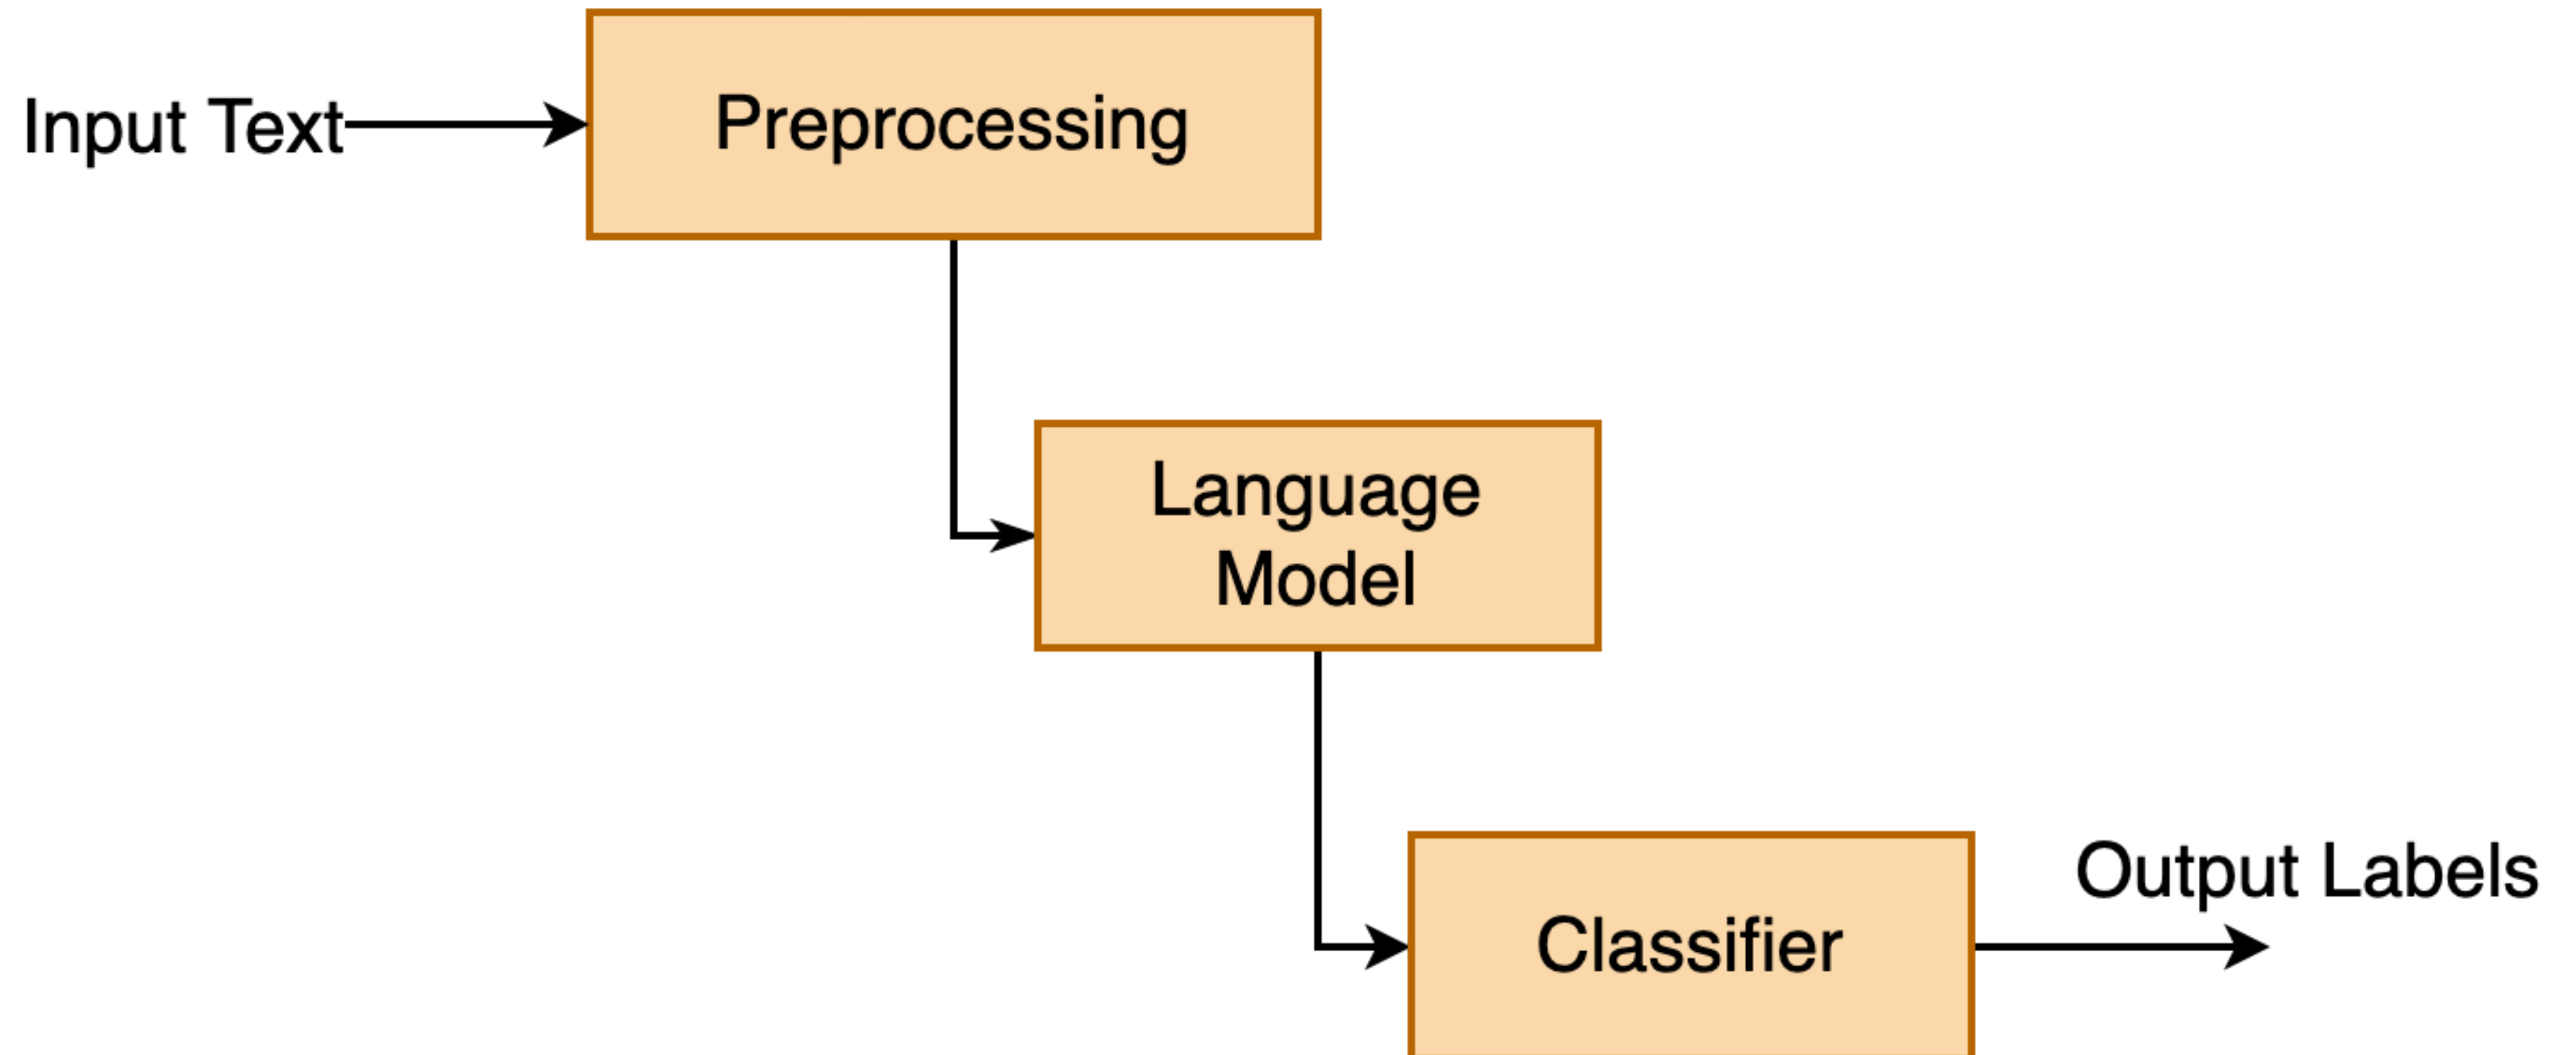 Input Text
Preprocessing
Language
Model
Classifier
Output Labels